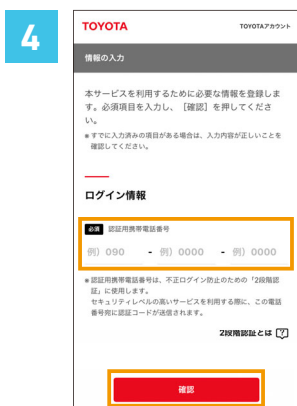 4
TOYOTA
TOYOTAアカウント
情報の入力
本サービスを利用するために必要な情報を登録しま
す。必須項目を入力し、［確認］を押してくださ
い。
※すでに入力済みの項目がある場合は、入力内容が正しいことを
確認してください。
ログイン情報
必須 認証用携帯電話番号
例）090 - 例）0000 - 例）0000
※認証用携帯電話番号は、不正ログイン防止のための「2段階認
証」に使用します。
セキュリティレベルの高いサービスを利用する際に、この電話
番号宛に認証コードが送信されます。
2段階認証とは ?
確認